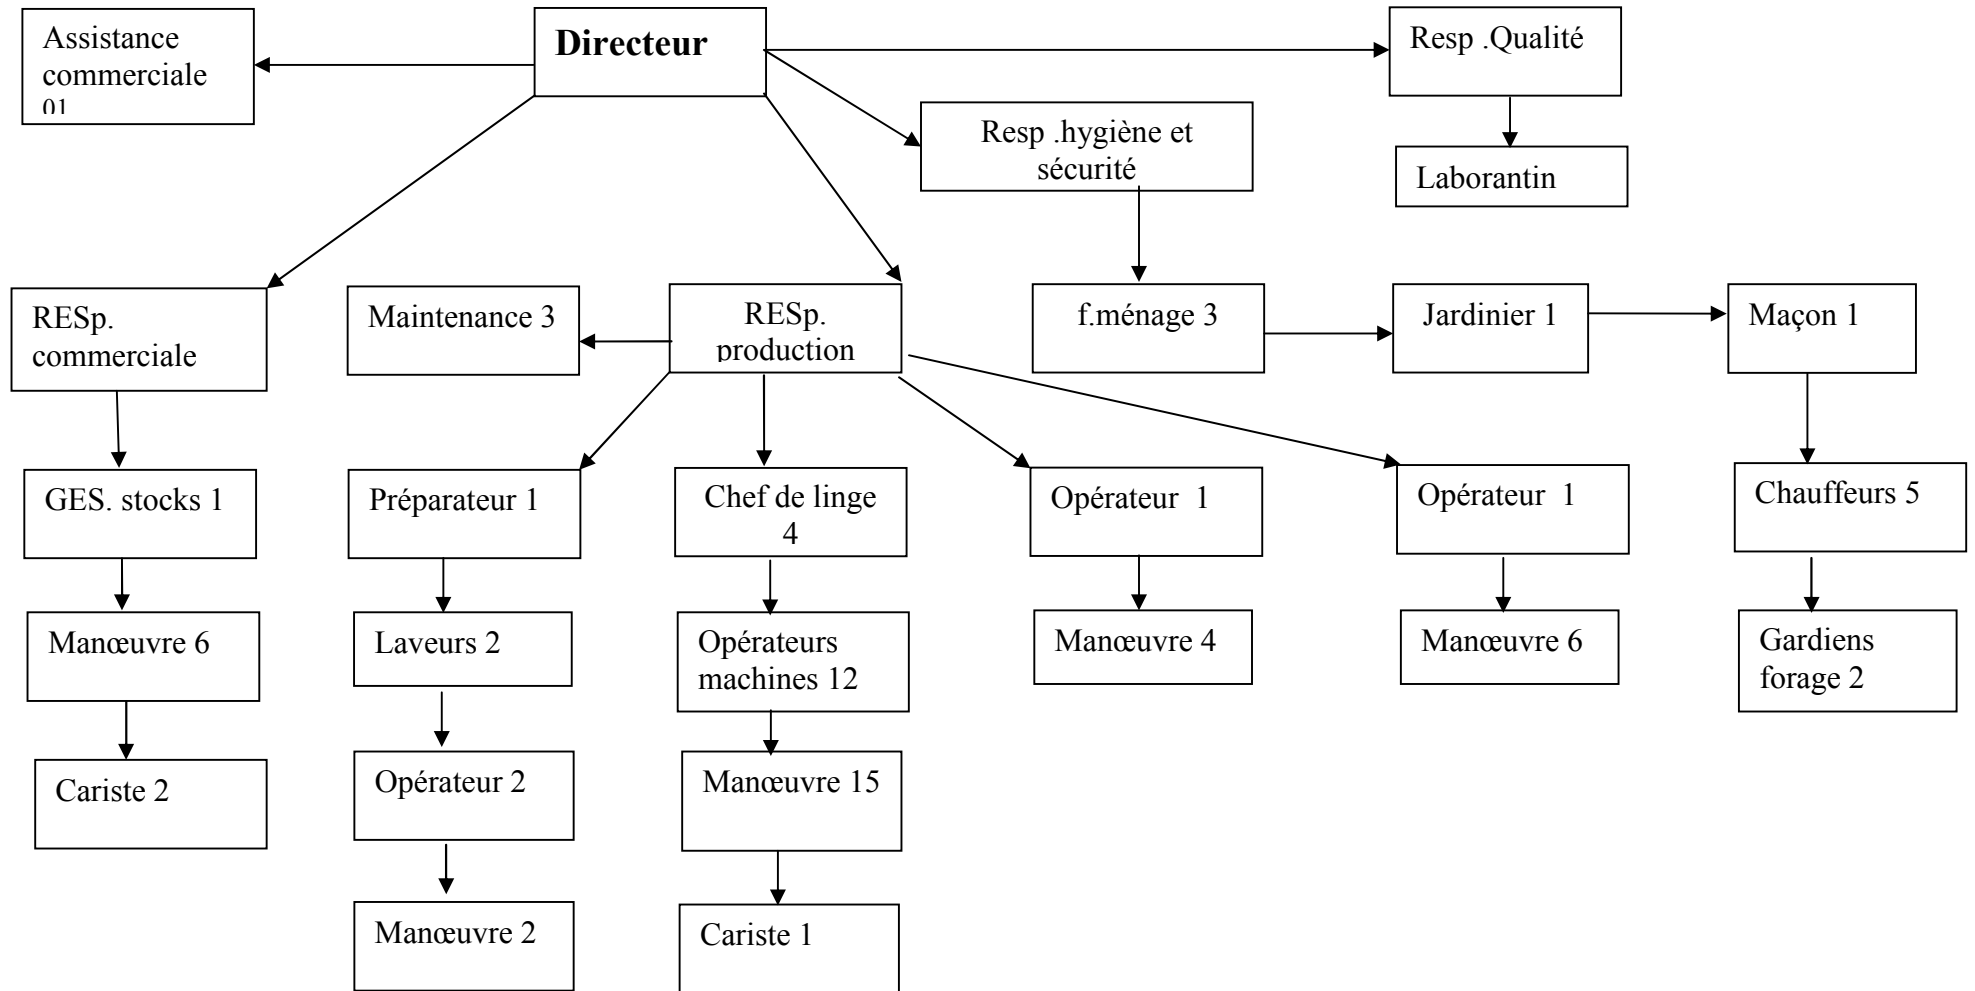 Assistance
commerciale
01
Directeur
Resp .Qualité
Resp .hygiène et
sécurité
Laborantin
RESp.
commerciale
Maintenance 3
RESp.
production
f.ménage 3
Jardinier 1
Maçon 1
GES. stocks 1
Préparateur 1
Chef de linge
4
Opérateur 1
Opérateur 1
Chauffeurs 5
Manœuvre 6
Laveurs 2
Opérateurs
machines 12
Manœuvre 4
Manœuvre 6
Gardiens
forage 2
Cariste 2
Opérateur 2
Manœuvre 15
Manœuvre 2
Cariste 1